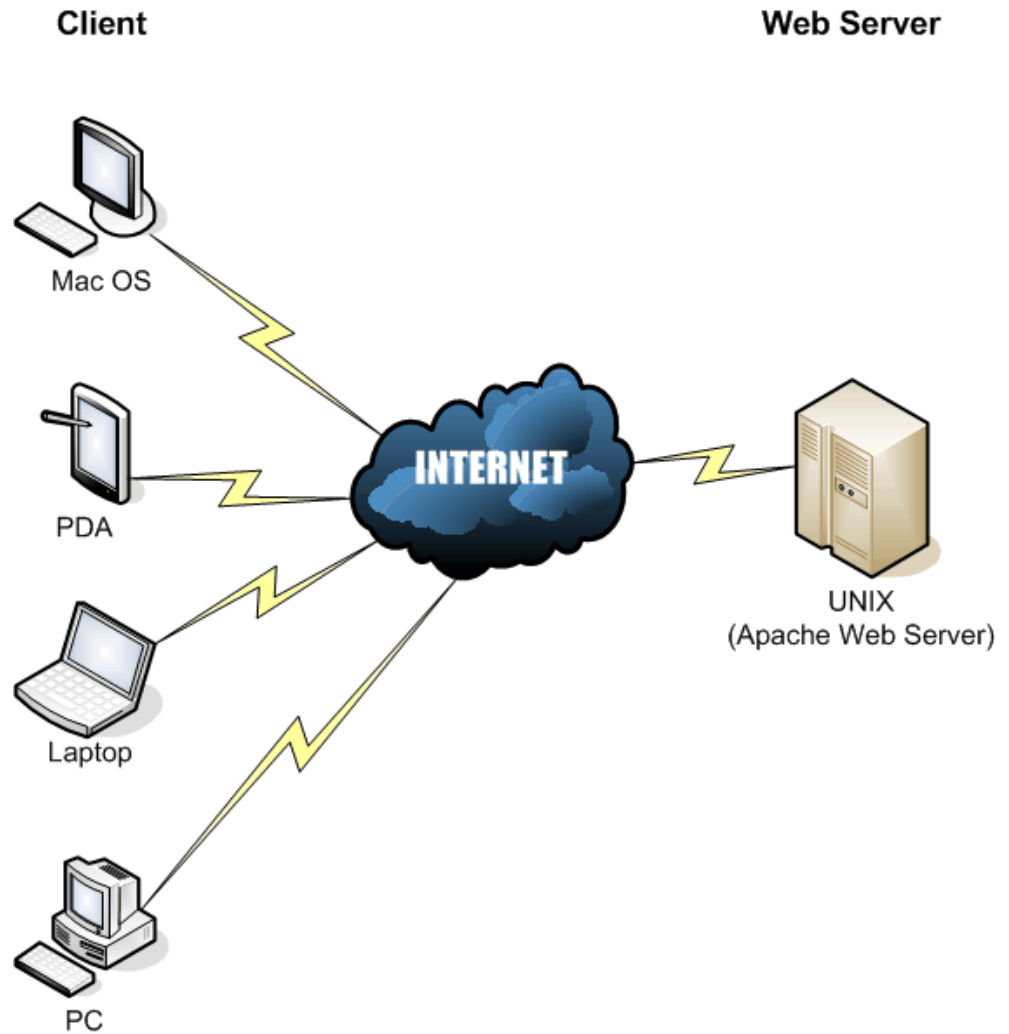 Client
Web Server
Mac OS
PDA
INTERNET
UNIX
(Apache Web Server)
Laptop
PC